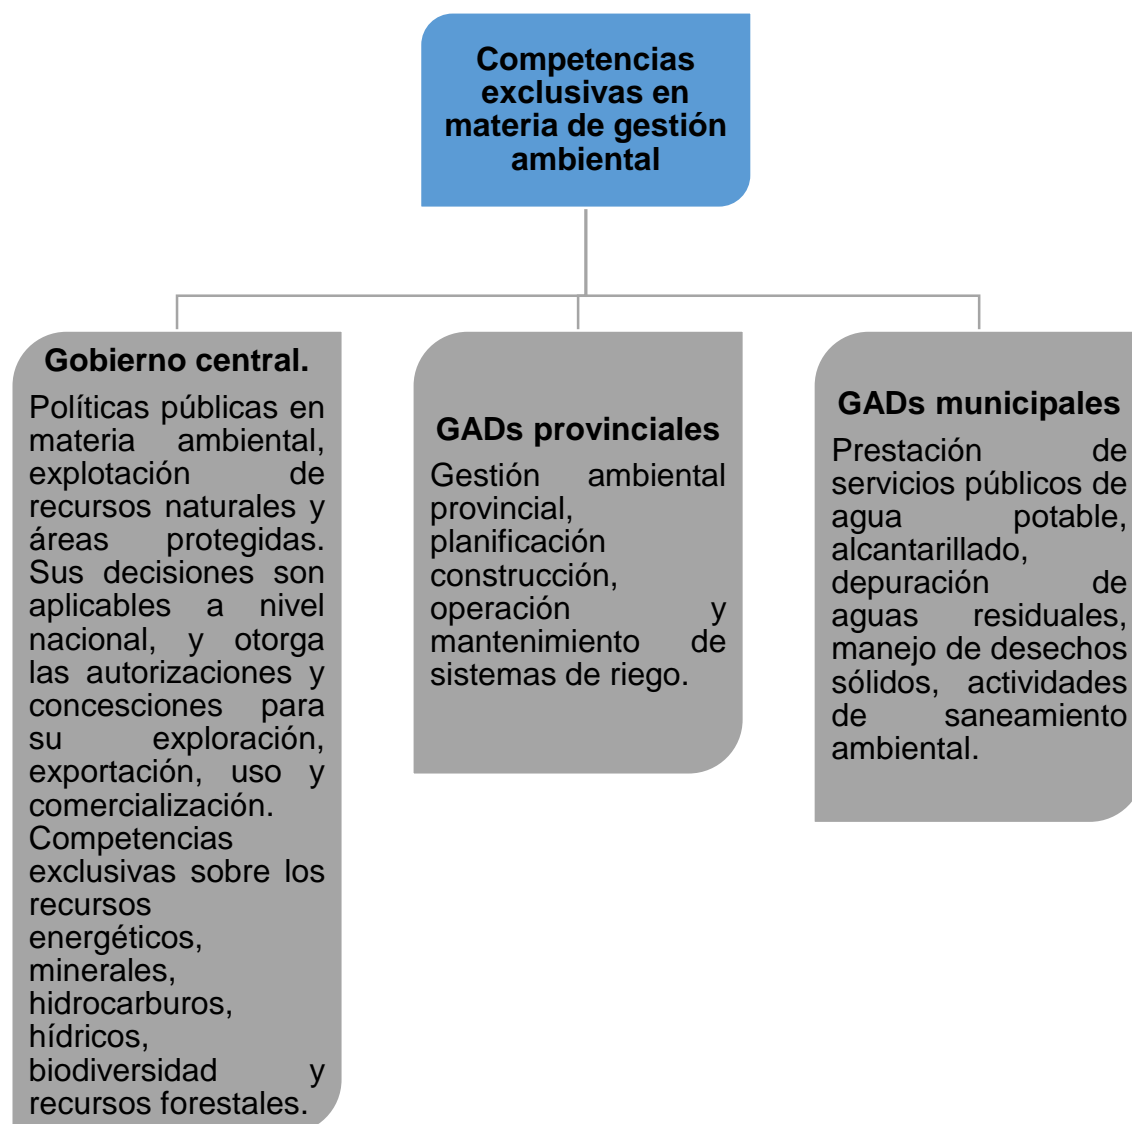 Competencias
exclusivas en
materia de gestión
ambiental
Gobierno central.
Políticas públicas en
materia ambiental,
explotación de
recursos naturales y
áreas protegidas.
Sus decisiones son
aplicables a nivel
nacional, y otorga
las autorizaciones y
concesciones para
su exploración,
exportación, uso y
comercialización.
Competencias
exclusivas sobre los
recursos
energéticos,
minerales,
hidrocarburos,
hídricos,
biodiversidad y
recursos forestales.
GADs provinciales
Gestión ambiental
provincial,
planificación
construcción,
operación y
mantenimiento de
sistemas de riego.
GADs municipales
Prestación de
servicios públicos de
agua potable,
alcantarillado,
depuración de
aguas residuales,
manejo de desechos
sólidos, actividades
de saneamiento
ambiental.